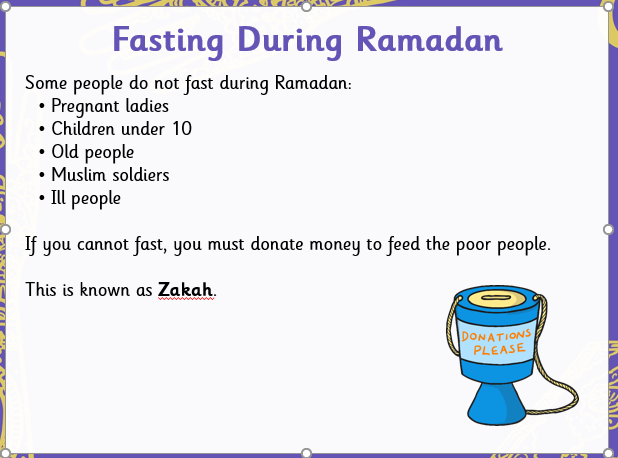 Fasting During Ramadan
Some people do not fast during Ramadan:
• Pregnant ladies
• Children under 10
• Old people
• Muslim soldiers
• Ill people
If you cannot fast, you must donate money to feed the poor people.
This is known as Zakah.
DONATIONS
PLEASE